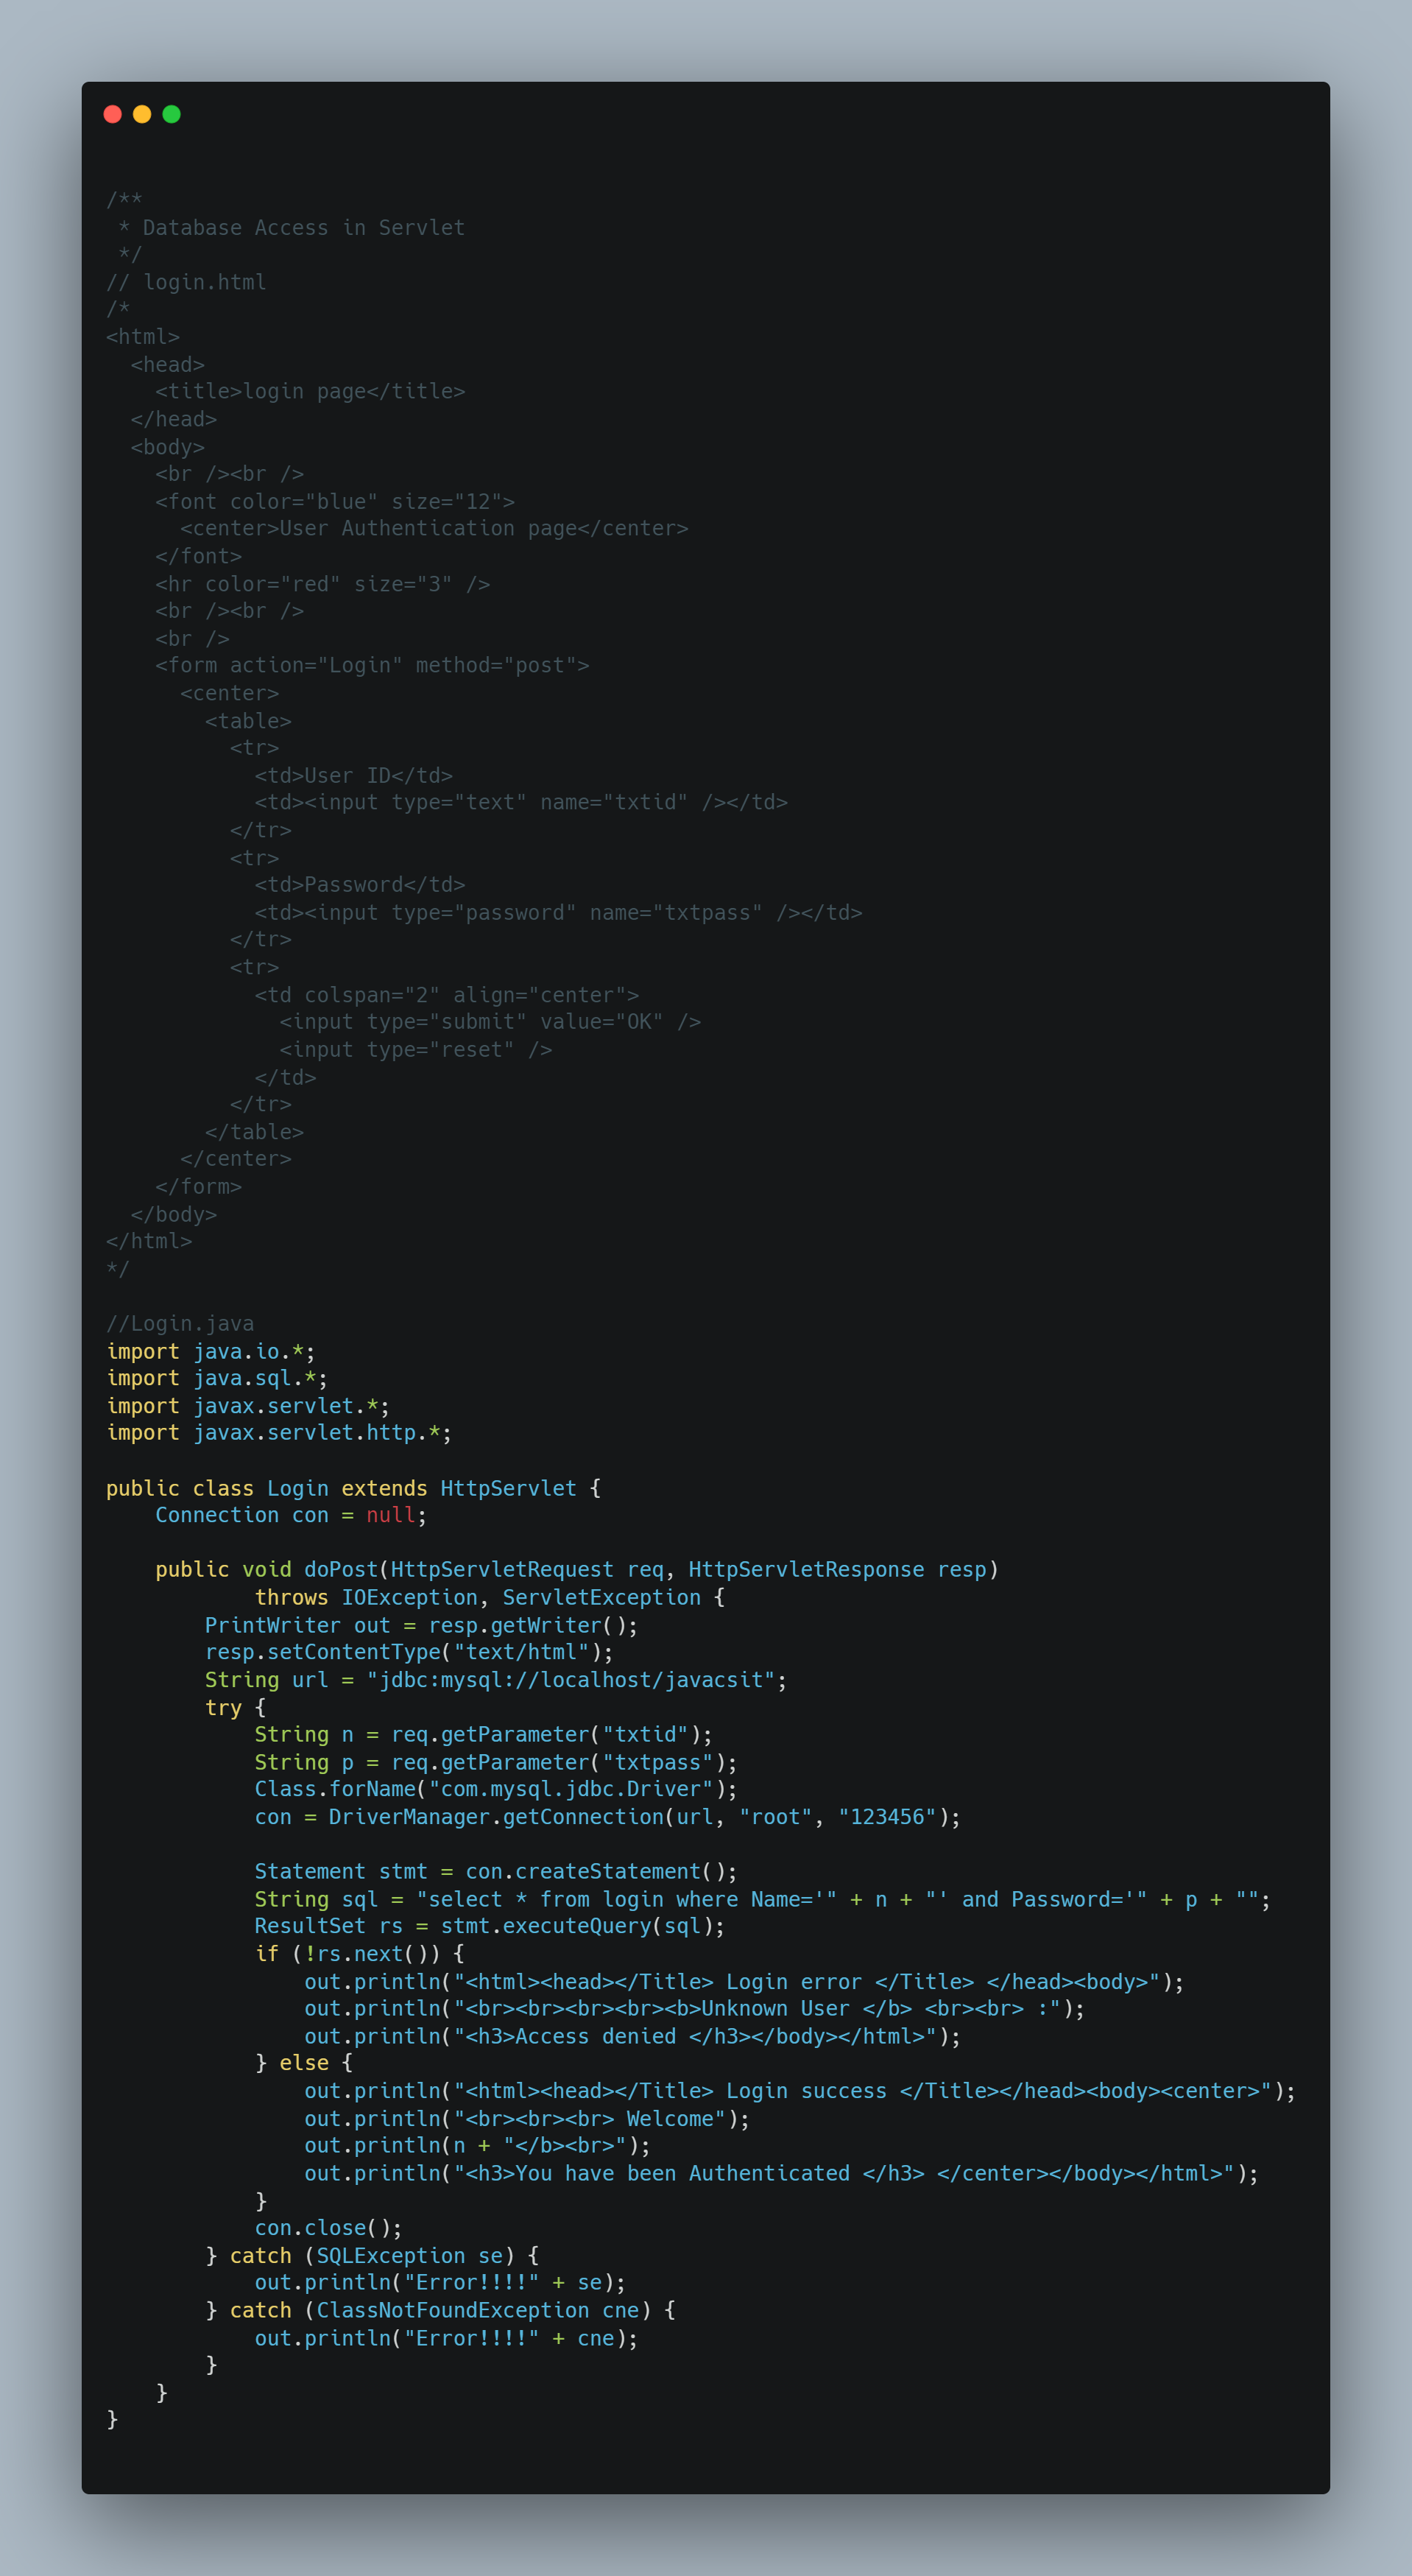 /**
 * Database Access in Servlet
 */
// login.html
/*
<html>
  <head>
    <title>login page</title>
  </head>
  <body>
    <br /><br />
    <font color="blue" size="12">
      <center>User Authentication page</center>
    </font>
    <hr color="red" size="3" />
    <br /><br />
    <br />
    <form action="Login" method="post">
      <center>
        <table>
          <tr>
            <td>User ID</td>
            <td><input type="text" name="txtid" /></td>
          </tr>
          <tr>
            <td>Password</td>
            <td><input type="password" name="txtpass" /></td>
          </tr>
          <tr>
            <td colspan="2" align="center">
              <input type="submit" value="OK" />
              <input type="reset" />
            </td>
          </tr>
        </table>
      </center>
    </form>
  </body>
</html>
*/

//Login.java
import java.io.*;
import java.sql.*;
import javax.servlet.*;
import javax.servlet.http.*;

public class Login extends HttpServlet {
    Connection con = null;

    public void doPost(HttpServletRequest req, HttpServletResponse resp)
            throws IOException, ServletException {
        PrintWriter out = resp.getWriter();
        resp.setContentType("text/html");
        String url = "jdbc:mysql://localhost/javacsit";
        try {
            String n = req.getParameter("txtid");
            String p = req.getParameter("txtpass");
            Class.forName("com.mysql.jdbc.Driver");
            con = DriverManager.getConnection(url, "root", "123456");

            Statement stmt = con.createStatement();
            String sql = "select * from login where Name='" + n + "' and Password='" + p + "";
            ResultSet rs = stmt.executeQuery(sql);
            if (!rs.next()) {
                out.println("<html><head></Title> Login error </Title> </head><body>");
                out.println("<br><br><br><br><b>Unknown User </b> <br><br> :");
                out.println("<h3>Access denied </h3></body></html>");
            } else {
                out.println("<html><head></Title> Login success </Title></head><body><center>");
                out.println("<br><br><br> Welcome");
                out.println(n + "</b><br>");
                out.println("<h3>You have been Authenticated </h3> </center></body></html>");
            }
            con.close();
        } catch (SQLException se) {
            out.println("Error!!!!" + se);
        } catch (ClassNotFoundException cne) {
            out.println("Error!!!!" + cne);
        }
    }
}